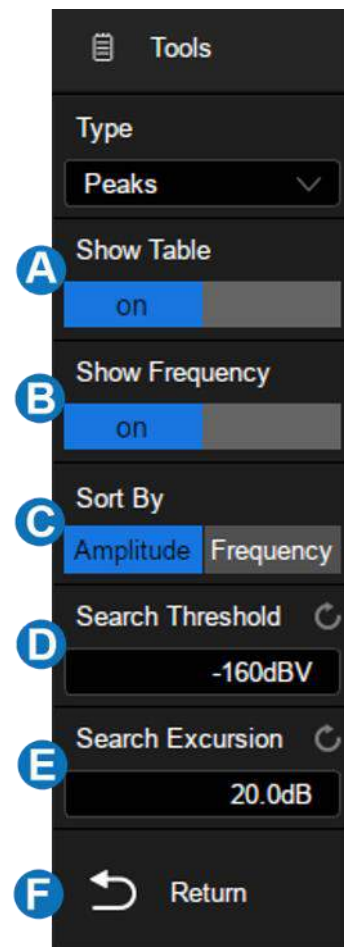 Tools
Type
Peaks
Show Table
A
on
Show Frequency
B
on
Sort By
C
Amplitude Frequency
Search Threshold
D
-160dBV
Search Excursion
E
20.0dB
F Return